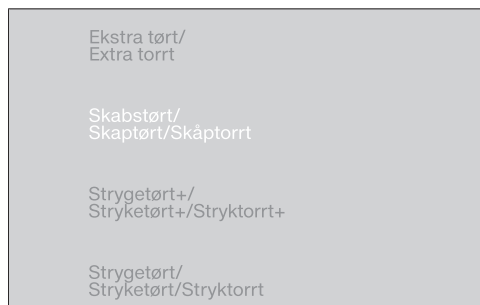 Ekstra tørt/
Extra torrt
Skabstørt/
Skaptørt/Skåptorrt
Strygetørt+/
Stryketørt+/Stryktorrt+
Strygetørt/
Stryketørt/Stryktorrt